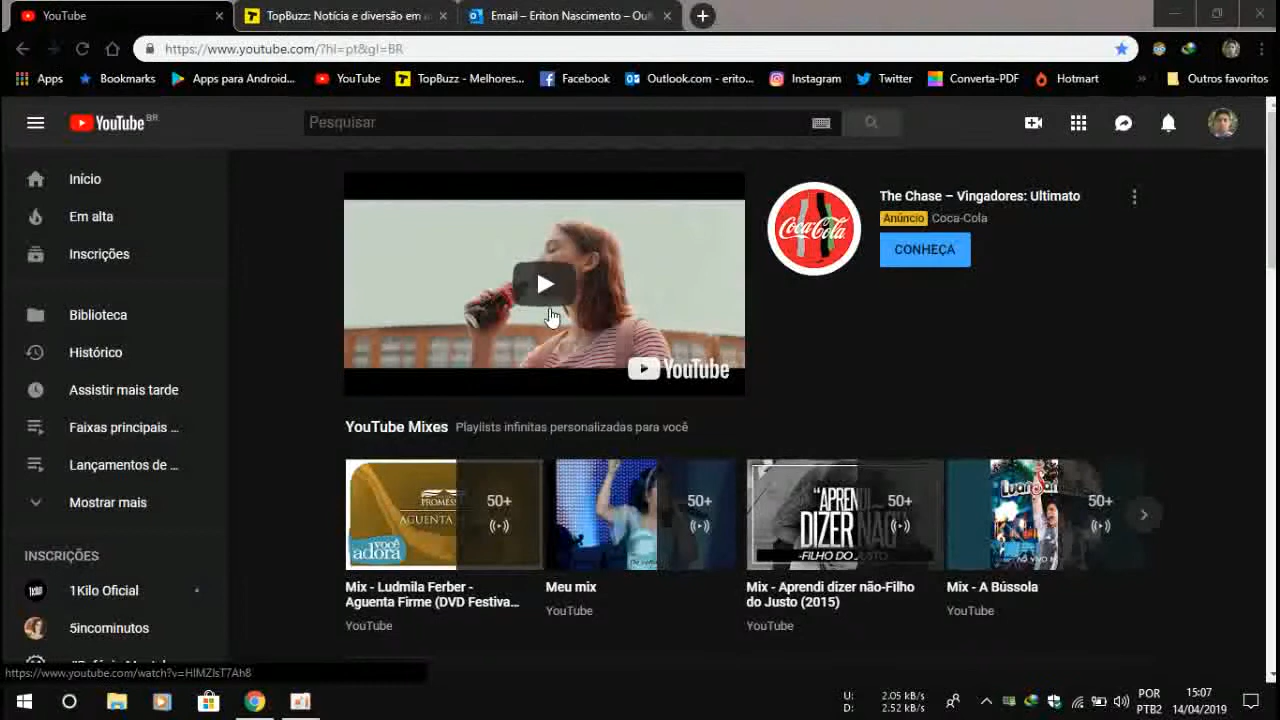 YouTube
TopBuzz: Notícia e diversão em
Email – Eriton Nascimento – Out
https://www.youtube.com/?hl=pt&gl=BR
Apps
Bookmarks
Apps para Android...
YouTube
TopBuzz - Melhores...
Facebook
Outlook.com - erito...
Instagram
Twitter
Converta-PDF
Hotmart
»
Outros favoritos
YouTube BR
Pesquisar
Início
Em alta
Inscrições
Biblioteca
Histórico
Assistir mais tarde
Faixas principais ...
Lançamentos de ...
Mostrar mais
INSCRIÇÕES
1Kilo Oficial
5incominutos
YouTube
Coca-Cola
The Chase – Vingadores: Ultimato
Anúncio Coca-Cola
CONHEÇA
YouTube Mixes Playlists infinitas personalizadas para você
AGUENTA
você
adora
50+
50+
"APRENDI
DIZER NÃO"
-FILHO DO JUSTO
50+
50+
Mix - Ludmila Ferber -
Aguenta Firme (DVD Festiva...
YouTube
Meu mix
YouTube
Mix - Aprendi dizer não-Filho
do Justo (2015)
YouTube
Mix - A Bússola
YouTube
https://www.youtube.com/watch?v=HIMZIsT7Ah8
U: 2.05 kB/s
D: 2.52 kB/s
POR
PTB2
15:07
14/04/2019